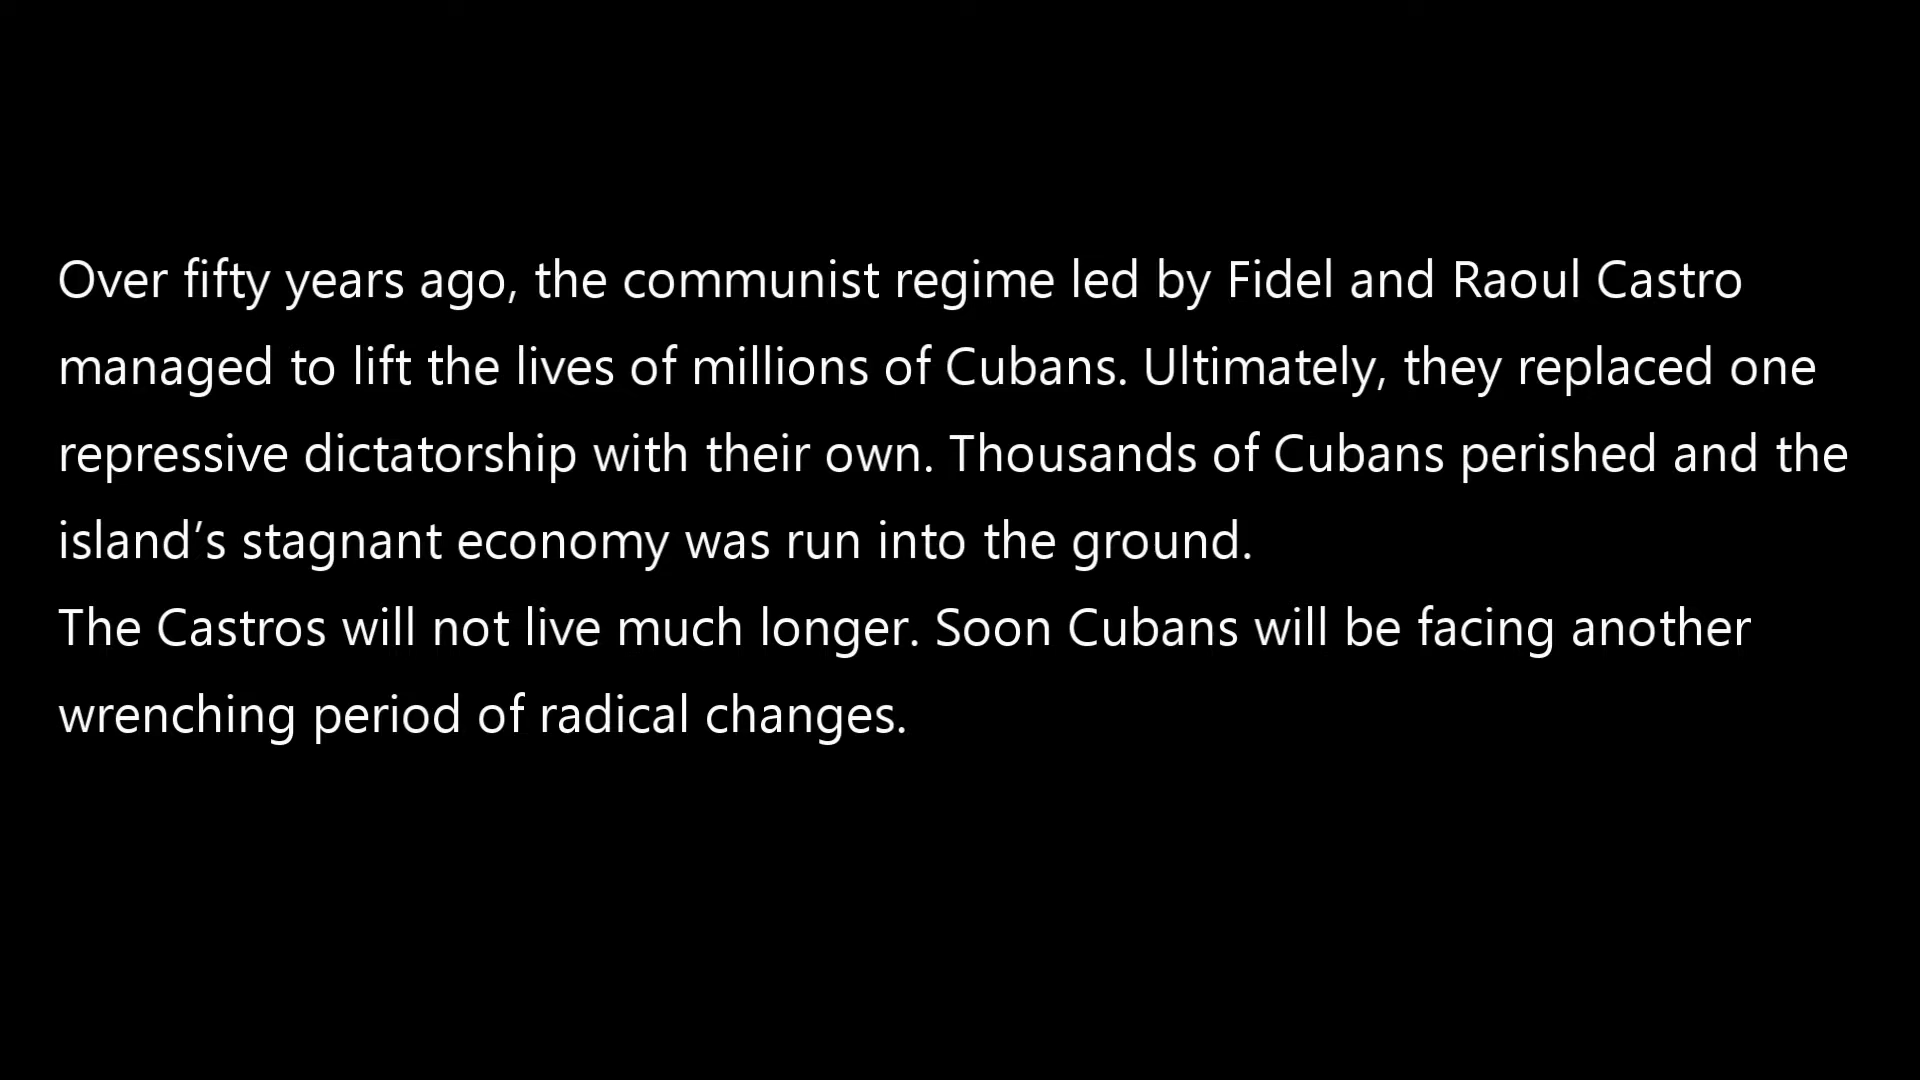 Over fifty years ago, the communist regime led by Fidel and Raoul Castro
managed to lift the lives of millions of Cubans. Ultimately, they replaced one
repressive dictatorship with their own. Thousands of Cubans perished and the
island’s stagnant economy was run into the ground.
The Castros will not live much longer. Soon Cubans will be facing another
wrenching period of radical changes.